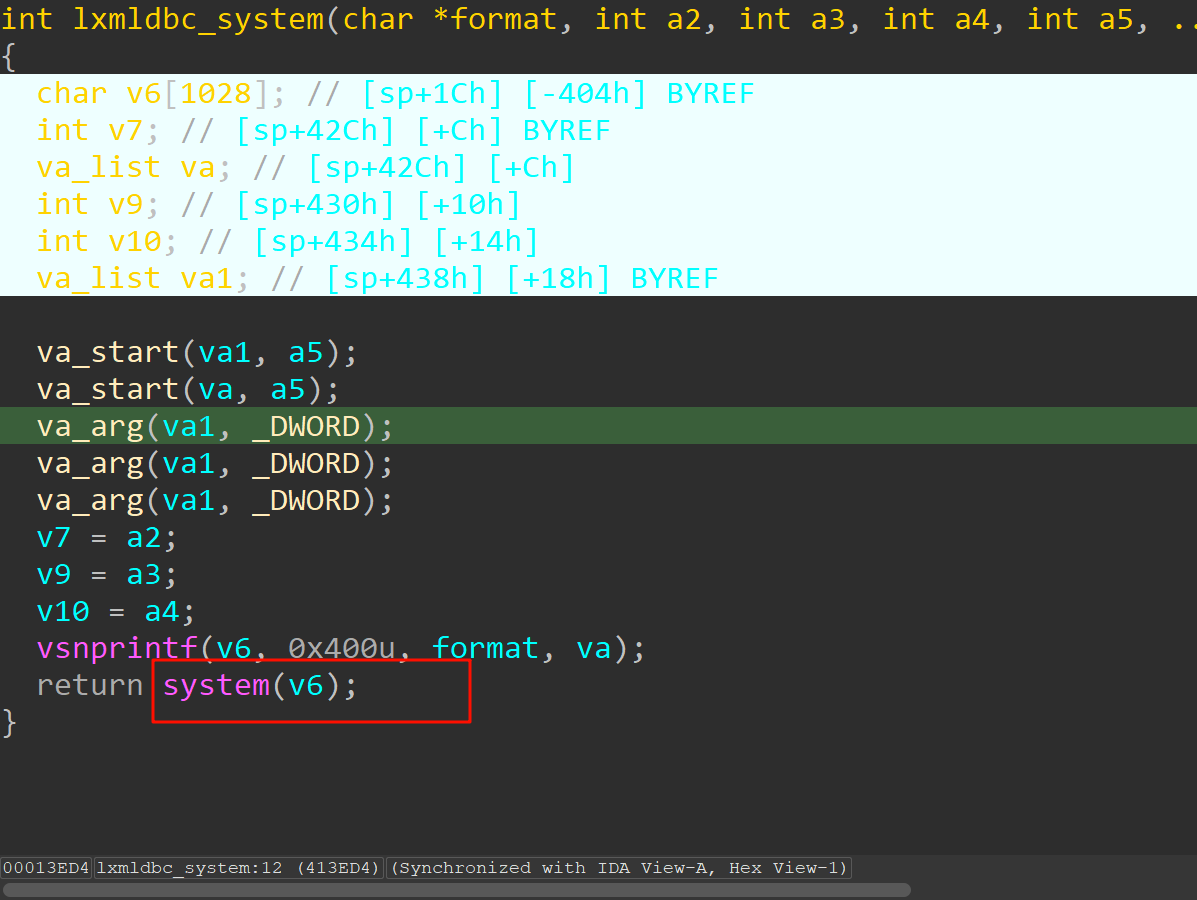 int lxmldbc_system(char *format, int a2, int a3, int a4, int a5, ..
{
char v6[1028]; // [sp+1Ch] [-404h] BYREF
int v7; // [sp+42Ch] [+Ch] BYREF
va_list va; // [sp+42Ch] [+Ch]
int v9; // [sp+430h] [+10h]
int v10; // [sp+434h] [+14h]
va_list va1; // [sp+438h] [+18h] BYREF
va_start(va1, a5);
va_start(va, a5);
va_arg(va1, _DWORD);
va_arg(va1, _DWORD);
va_arg(va1, _DWORD);
v7 = a2;
v9 = a3;
v10 = a4;
vsnprintf(v6, 0x400u, format, va);
return system(v6);
}
00013ED4 lxmldbc_system:12 (413ED4) (Synchronized with IDA View-A, Hex View-1)